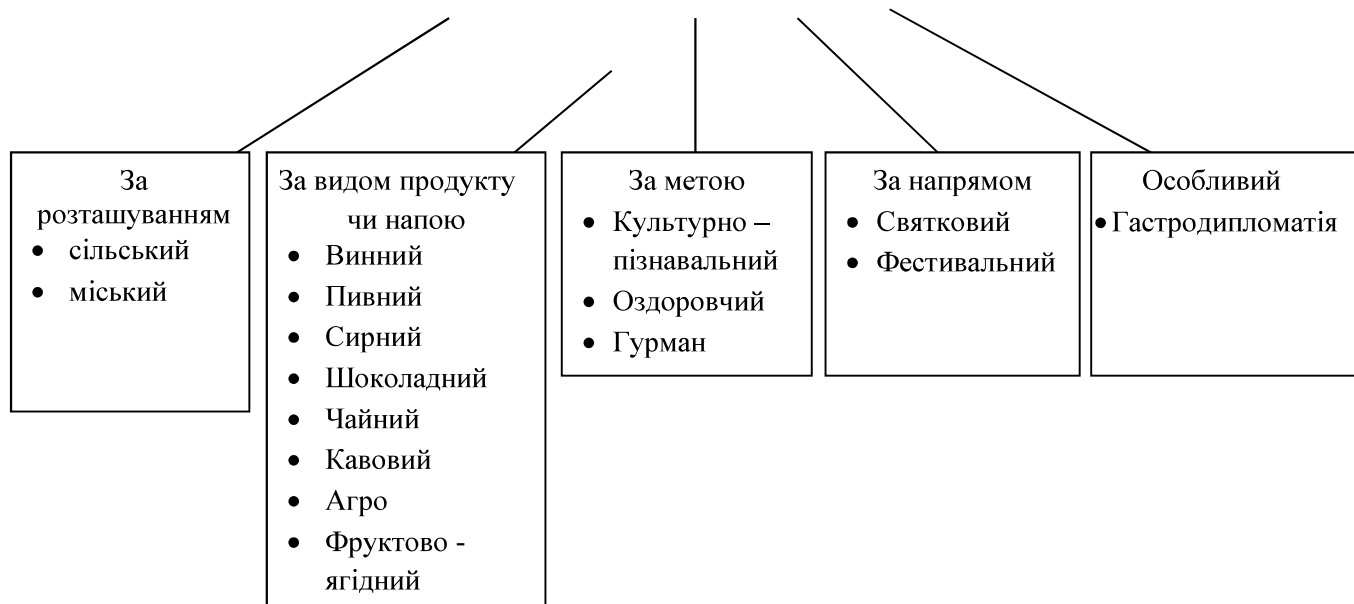 За
розташуванням
• сільський
• міський
За видом продукту
чи напою
• Винний
• Пивний
• Сирний
• Шоколадний
• Чайний
• Кавовий
• Агро
• Фруктово -
ягідний
За метою
• Культурно –
пізнавальний
• Оздоровчий
• Гурман
За напрямом
• Святковий
• Фестивальний
Особливий
• Гастродипломатія